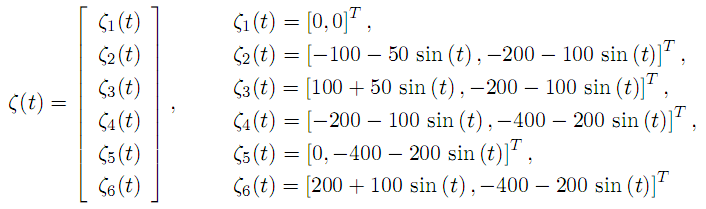 ζ(t) = [ ζ₁(t) ζ₂(t) ζ₃(t) ζ₄(t) ζ₅(t) ζ₆(t) ] ,
ζ₁(t) = [0, 0]ᵀ ,
ζ₂(t) = [−100 − 50 sin (t) , −200 − 100 sin (t)]ᵀ ,
ζ₃(t) = [100 + 50 sin (t) , −200 − 100 sin (t)]ᵀ ,
ζ₄(t) = [−200 − 100 sin (t) , −400 − 200 sin (t)]ᵀ ,
ζ₅(t) = [0, −400 − 200 sin (t)]ᵀ ,
ζ₆(t) = [200 + 100 sin (t) , −400 − 200 sin (t)]ᵀ